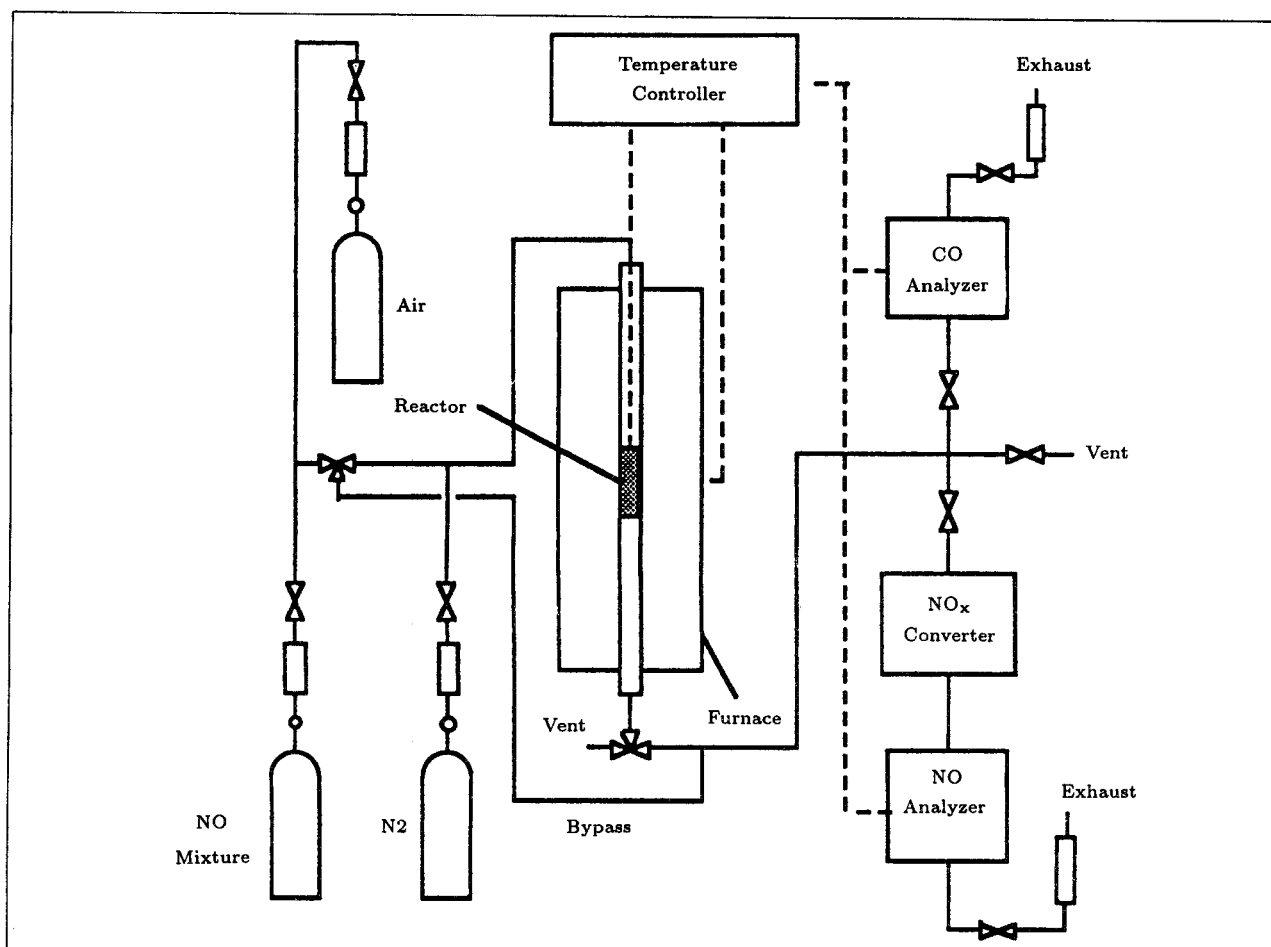 Temperature
Controller
Exhaust
CO
Analyzer
Air
Reactor
Vent
NOx
Converter
Furnace
Vent
NO
Analyzer
Exhaust
Bypass
NO
Mixture
N2